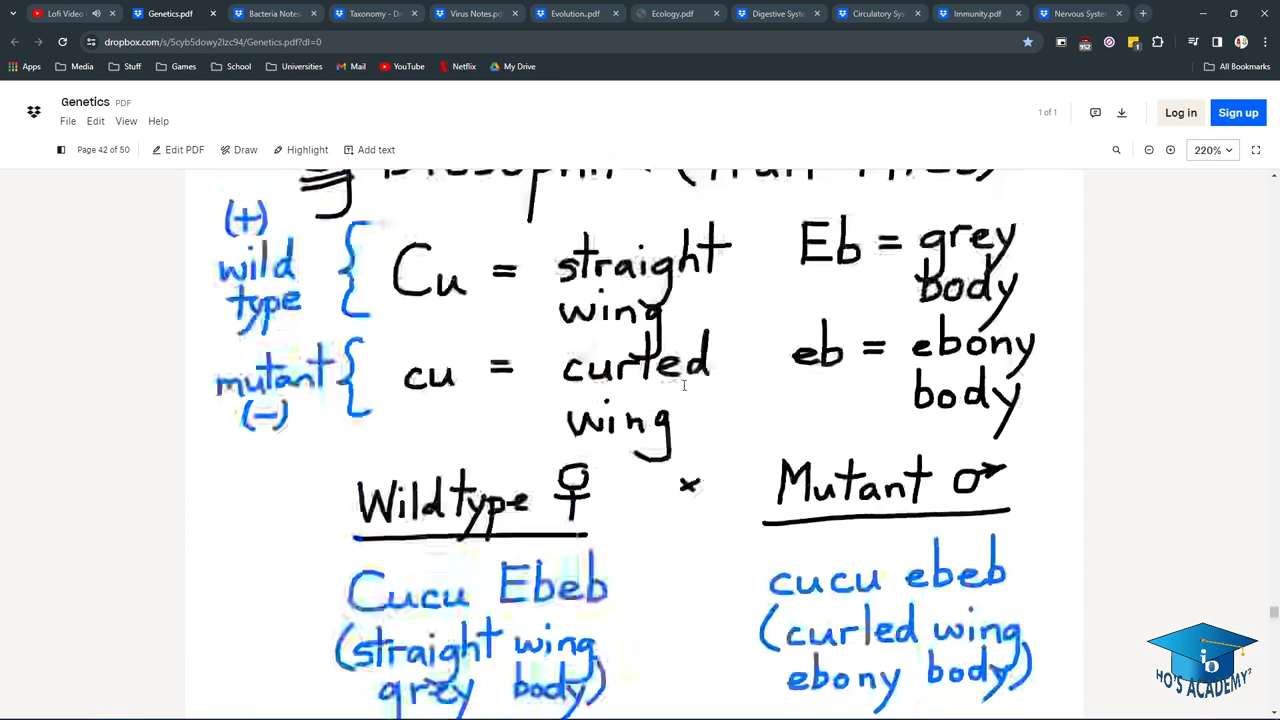 Lofi Video
Genetics.pdf
Bacteria Notes.
Taxonomy - De
Virus Notes.pd
Evolution..pdf
Ecology.pdf
Digestive Syst
Circulatory Sys
Immunity.pdf
Nervous System
dropbox.com/s/5cyb5dowy2lzc94/Genetics.pdf?dl=0
952
Apps
Media
Stuff
Games
School
Universities
Mail
YouTube
Netflix
My Drive
All Bookmarks
Genetics PDF
File Edit View Help
1 of 1
Log in
Sign up
Page 42 of 50
Edit PDF
Draw
Highlight
Add text
220%
(+)
wild
type
Cu = straight
wing
Eb = grey
body
mutant
(-)
cu = curled
wing
eb = ebony
body
Wildtype ♀ × Mutant ♂
Cucu Ebeb
(straight wing
grey body)
cucu ebeb
(curled wing
ebony body)
io
HO'S ACADEMY